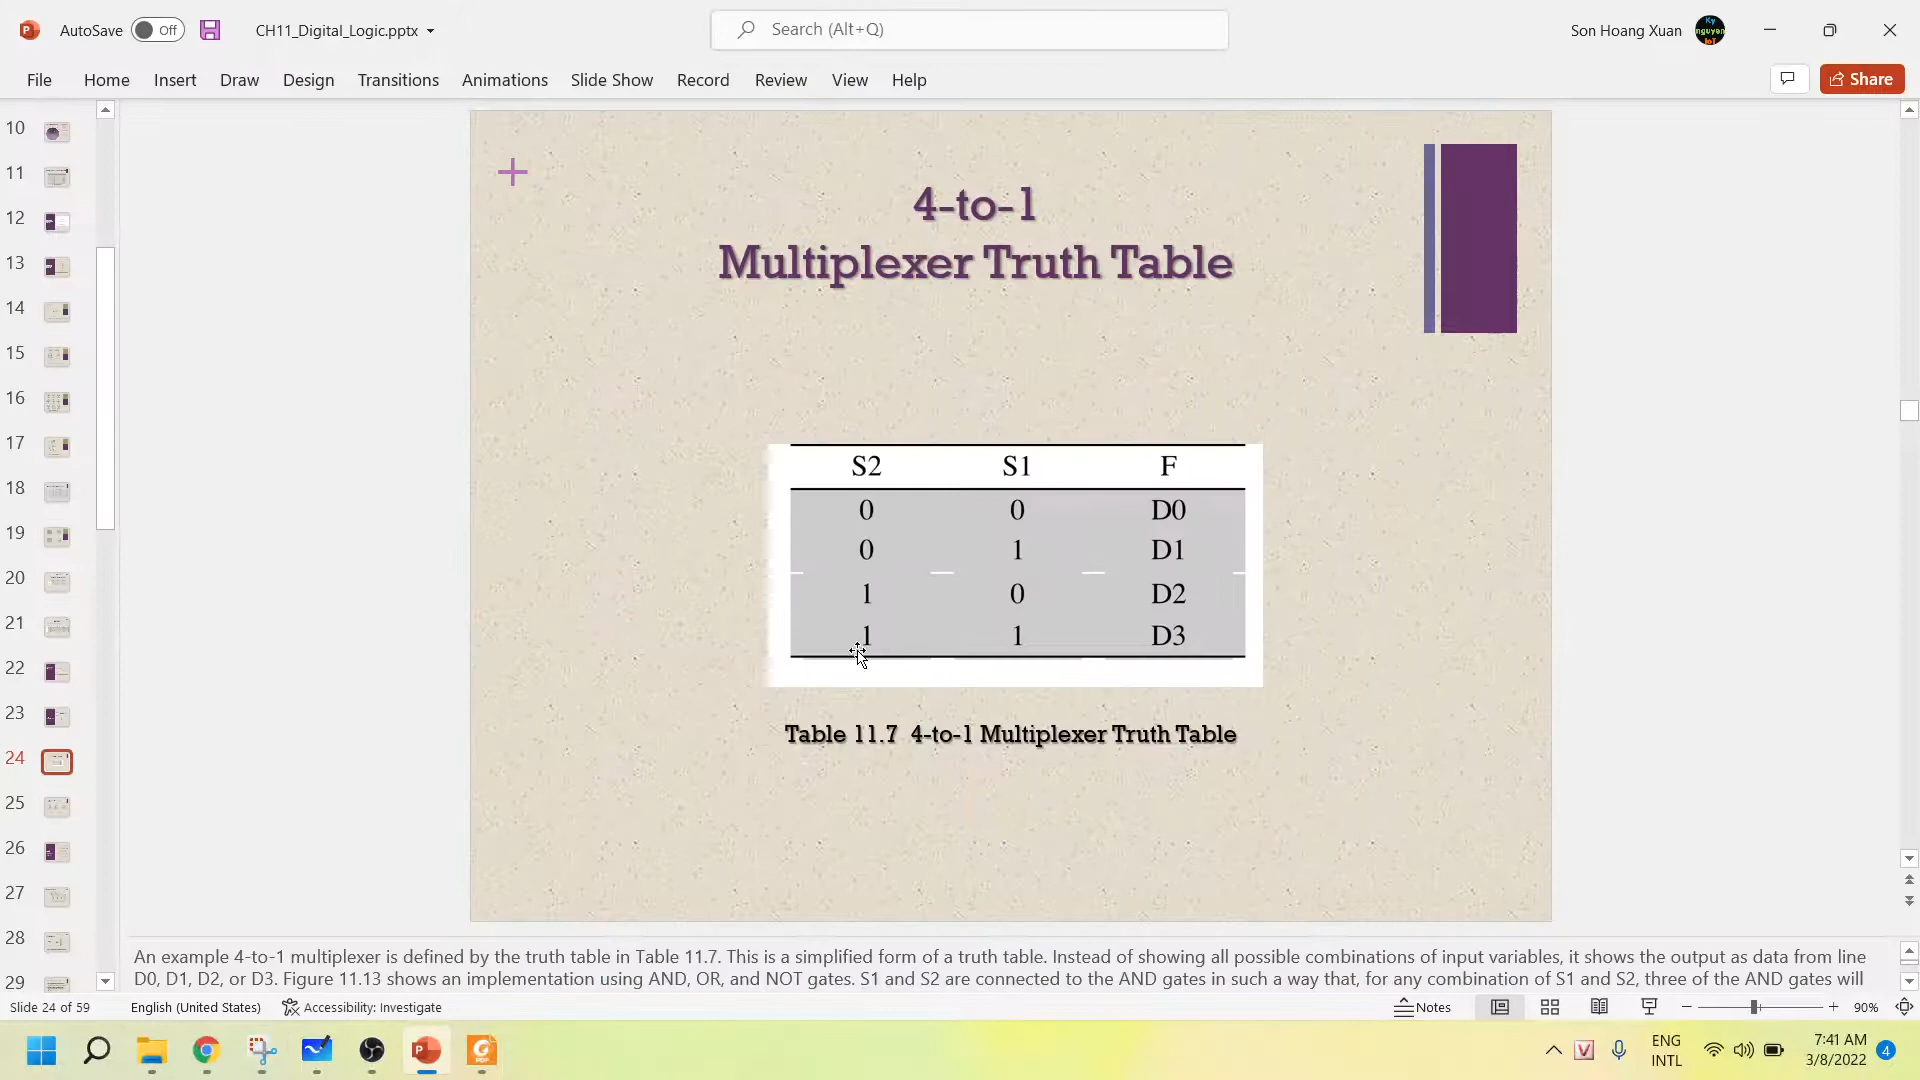 AutoSave Off CH11_Digital_Logic.pptx Search (Alt+Q) Son Hoang Xuan Kỷ nguyên IoT
File Home Insert Draw Design Transitions Animations Slide Show Record Review View Help Share
10
11
12
13
14
15
16
17
18
19
20
21
22
23
24
25
26
27
28
29
4-to-1
Multiplexer Truth Table
S2 S1 F
0 0 D0
0 1 D1
1 0 D2
1 1 D3
Table 11.7 4-to-1 Multiplexer Truth Table
An example 4-to-1 multiplexer is defined by the truth table in Table 11.7. This is a simplified form of a truth table. Instead of showing all possible combinations of input variables, it shows the output as data from line
D0, D1, D2, or D3. Figure 11.13 shows an implementation using AND, OR, and NOT gates. S1 and S2 are connected to the AND gates in such a way that, for any combination of S1 and S2, three of the AND gates will
Slide 24 of 59 English (United States) Accessibility: Investigate Notes 90%
ENG 7:41 AM
INTL 3/8/2022 4